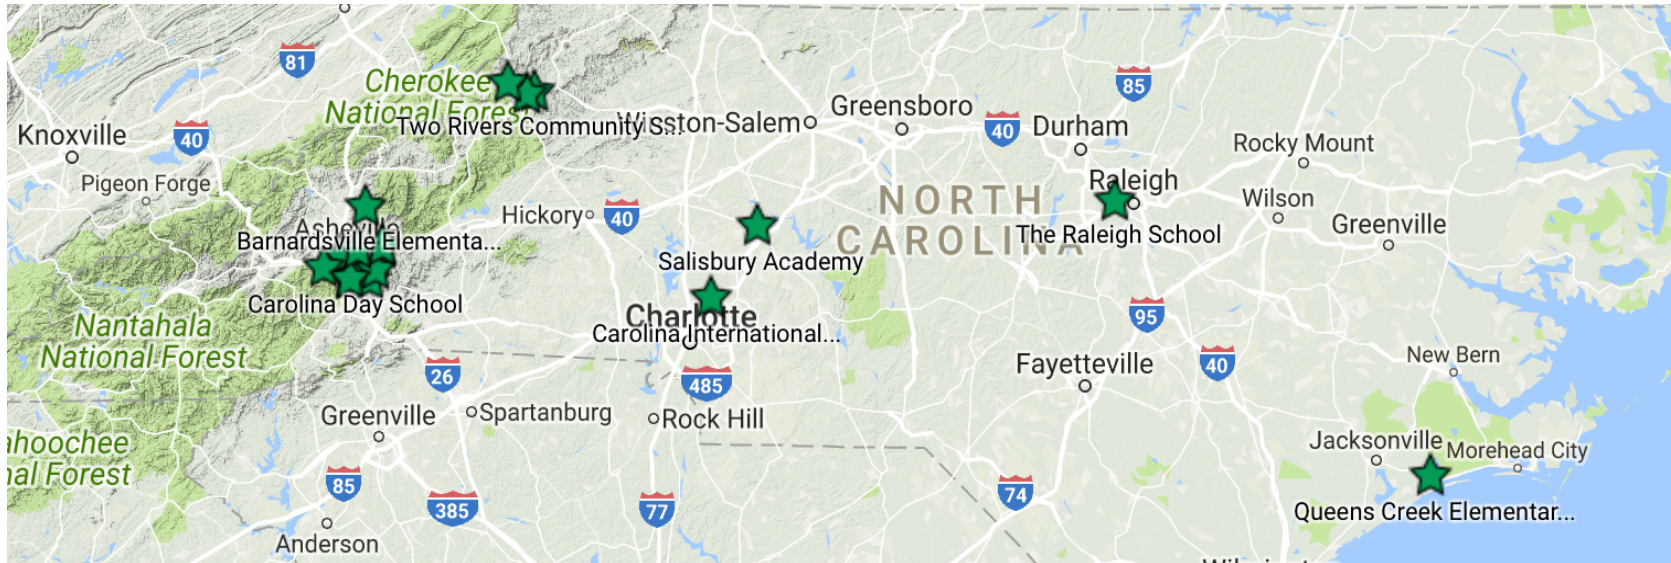 81
Cherokee
National Forest
85
Knoxville
40
Two Rivers Community S...
Winston-Salem
Greensboro
40
Durham
Rocky Mount
Pigeon Forge
Raleigh
Wilson
Hickory
40
NORTH
CAROLINA
Greenville
Asheville
Barnardsville Elementa...
The Raleigh School
Salisbury Academy
Carolina Day School
Charlotte
Carolina International...
95
Nantahala
National Forest
26
485
Fayetteville
40
New Bern
Greenville
Spartanburg
Rock Hill
ahoochee
nal Forest
Jacksonville
Morehead City
85
385
77
74
Queens Creek Elementar...
Anderson